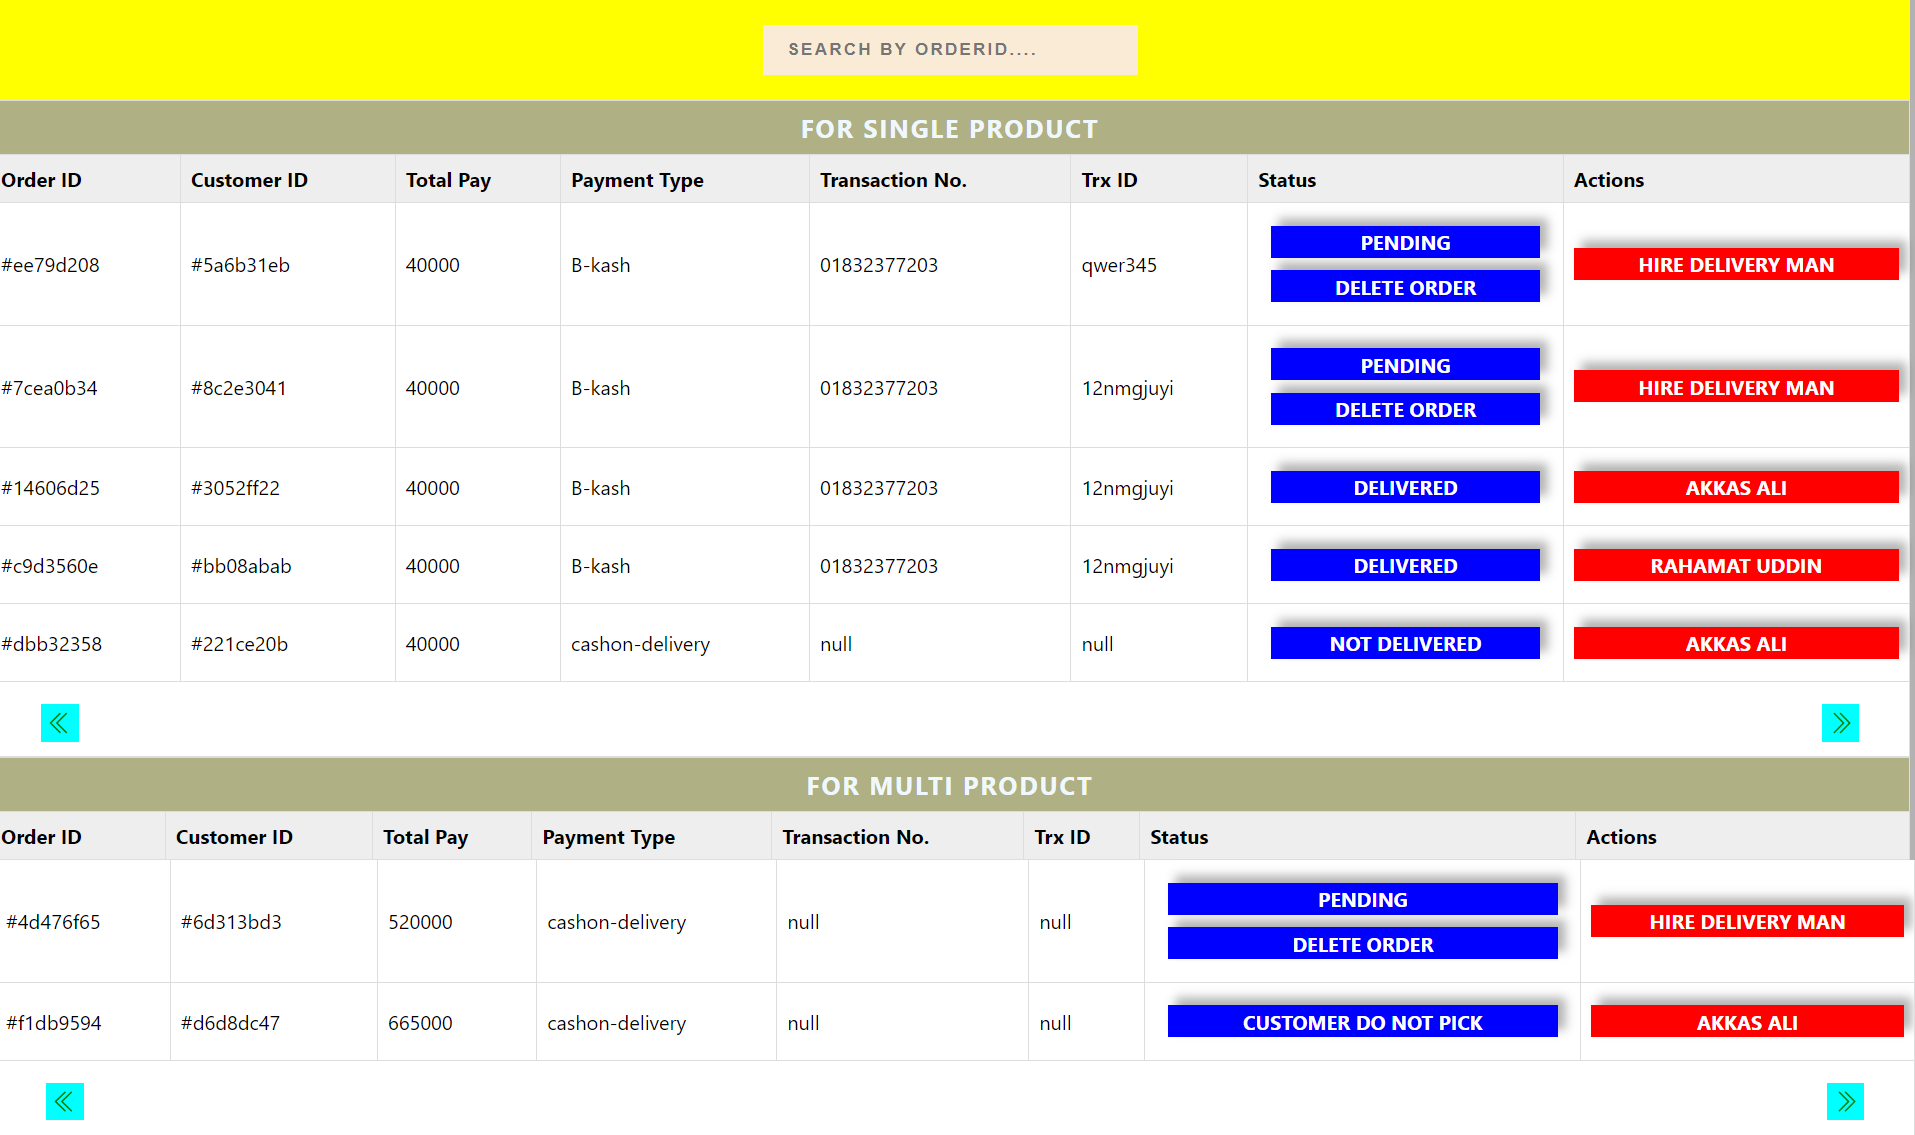 SEARCH BY ORDERID....
FOR SINGLE PRODUCT
Order ID Customer ID Total Pay Payment Type Transaction No. Trx ID Status Actions
#ee79d208 #5a6b31eb 40000 B-kash 01832377203 qwer345 PENDING DELETE ORDER HIRE DELIVERY MAN
#7cea0b34 #8c2e3041 40000 B-kash 01832377203 12nmgjuyi PENDING DELETE ORDER HIRE DELIVERY MAN
#14606d25 #3052ff22 40000 B-kash 01832377203 12nmgjuyi DELIVERED AKKAS ALI
#c9d3560e #bb08abab 40000 B-kash 01832377203 12nmgjuyi DELIVERED RAHAMAT UDDIN
#dbb32358 #221ce20b 40000 cashon-delivery null null NOT DELIVERED AKKAS ALI
FOR MULTI PRODUCT
Order ID Customer ID Total Pay Payment Type Transaction No. Trx ID Status Actions
#4d476f65 #6d313bd3 520000 cashon-delivery null null PENDING DELETE ORDER HIRE DELIVERY MAN
#f1db9594 #d6d8dc47 665000 cashon-delivery null null CUSTOMER DO NOT PICK AKKAS ALI